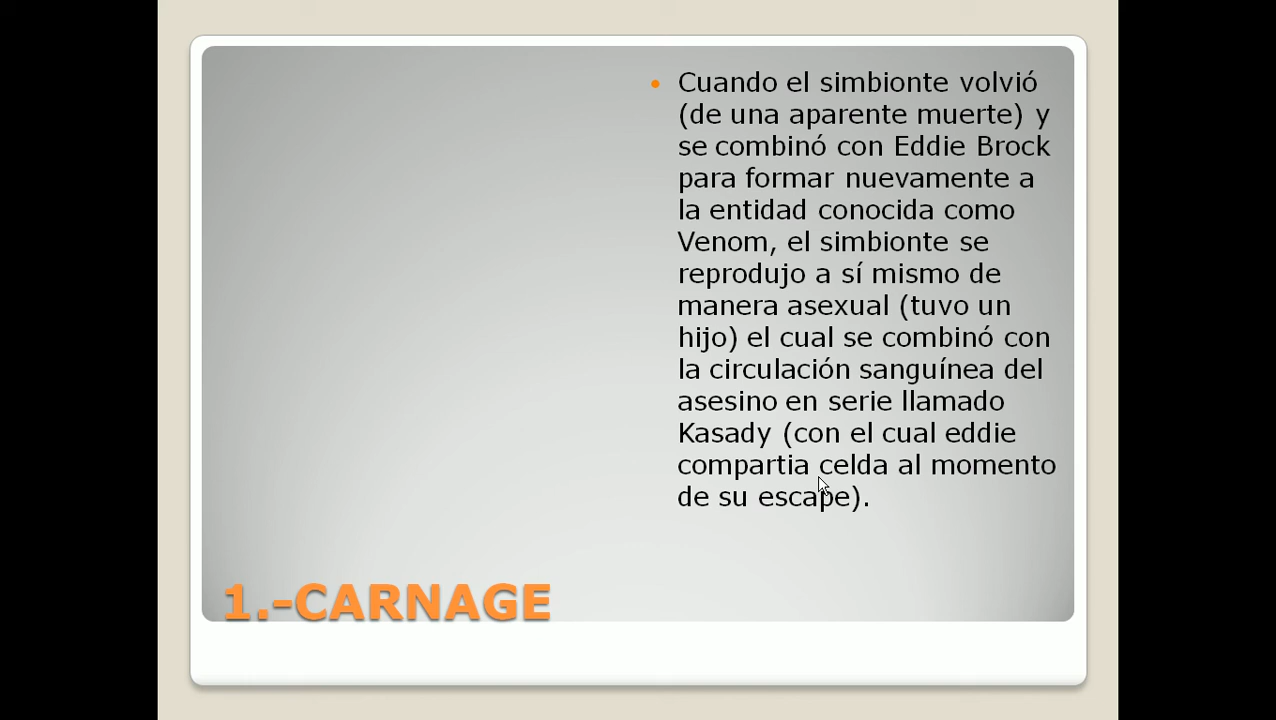 Cuando el simbionte volvió
(de una aparente muerte) y
se combinó con Eddie Brock
para formar nuevamente a
la entidad conocida como
Venom, el simbionte se
reprodujo a sí mismo de
manera asexual (tuvo un
hijo) el cual se combinó con
la circulación sanguínea del
asesino en serie llamado
Kasady (con el cual eddie
compartia celda al momento
de su escape).
1.-CARNAGE